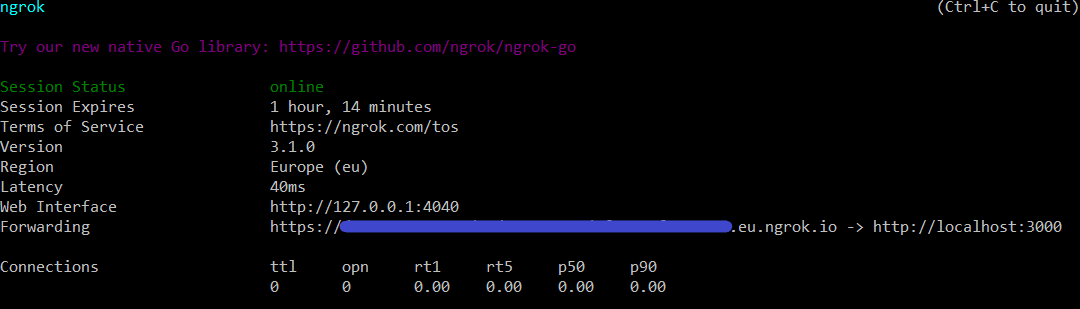 ngrok (Ctrl+C to quit)
Try our new native Go library: https://github.com/ngrok/ngrok-go
Session Status online
Session Expires 1 hour, 14 minutes
Terms of Service https://ngrok.com/tos
Version 3.1.0
Region Europe (eu)
Latency 40ms
Web Interface http://127.0.0.1:4040
Forwarding https:// .eu.ngrok.io -> http://localhost:3000
Connections ttl opn rt1 rt5 p50 p90
0 0 0.00 0.00 0.00 0.00